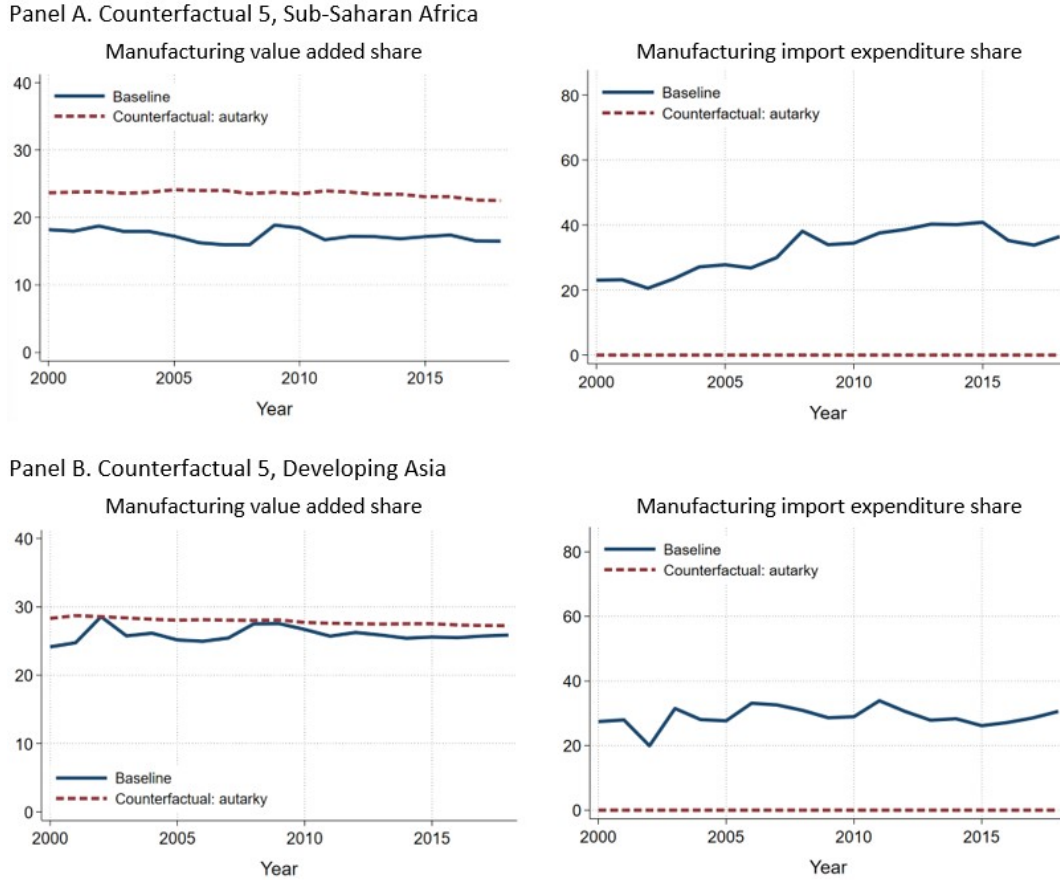 Panel A. Counterfactual 5, Sub-Saharan Africa
Manufacturing value added share
40
30
20
10
0
Baseline
Counterfactual: autarky
2000 2005 2010 2015
Year
Manufacturing import expenditure share
80
60
40
20
0
Baseline
Counterfactual: autarky
2000 2005 2010 2015
Year
Panel B. Counterfactual 5, Developing Asia
Manufacturing value added share
40
30
20
10
0
Baseline
Counterfactual: autarky
2000 2005 2010 2015
Year
Manufacturing import expenditure share
80
60
40
20
0
Baseline
Counterfactual: autarky
2000 2005 2010 2015
Year